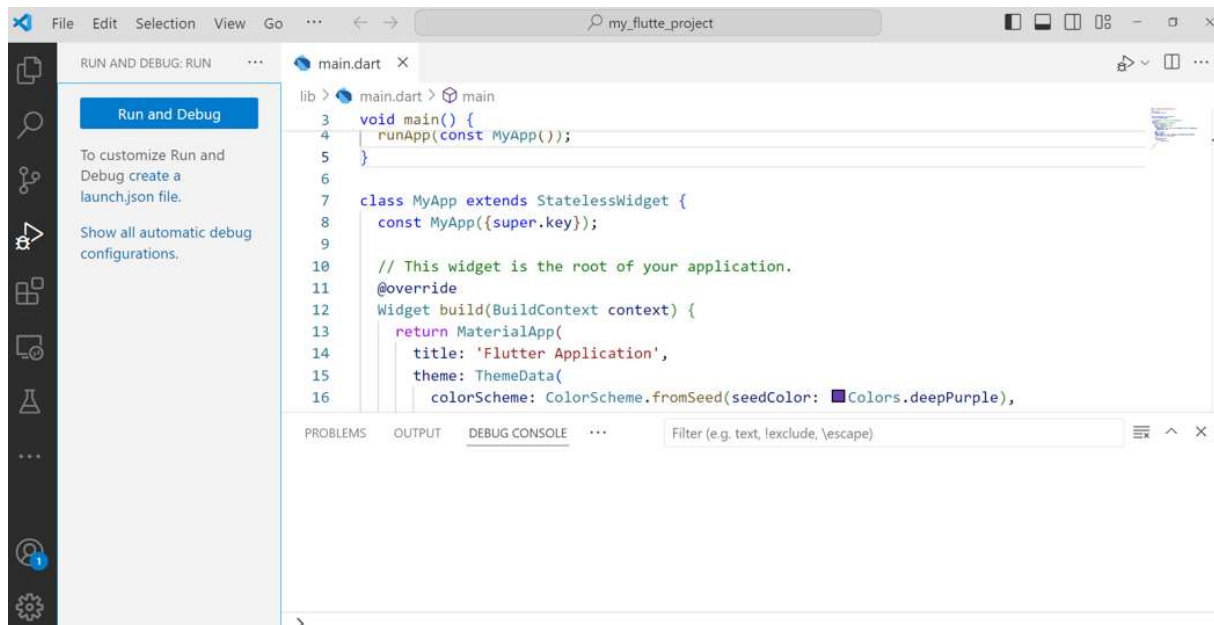 File Edit Selection View Go ··· my_flutte_project
RUN AND DEBUG: RUN ···
Run and Debug
To customize Run and
Debug create a
launch.json file.
Show all automatic debug
configurations.
1
main.dart
lib > main.dart > main
3 void main() {
4 runApp(const MyApp());
5 }
6
7 class MyApp extends StatelessWidget {
8 const MyApp({super.key});
9
10 // This widget is the root of your application.
11 @override
12 Widget build(BuildContext context) {
13 return MaterialApp(
14 title: 'Flutter Application',
15 theme: ThemeData(
16 colorScheme: ColorScheme.fromSeed(seedColor: Colors.deepPurple),
PROBLEMS OUTPUT DEBUG CONSOLE ··· Filter (e.g. text, !exclude, \escape)